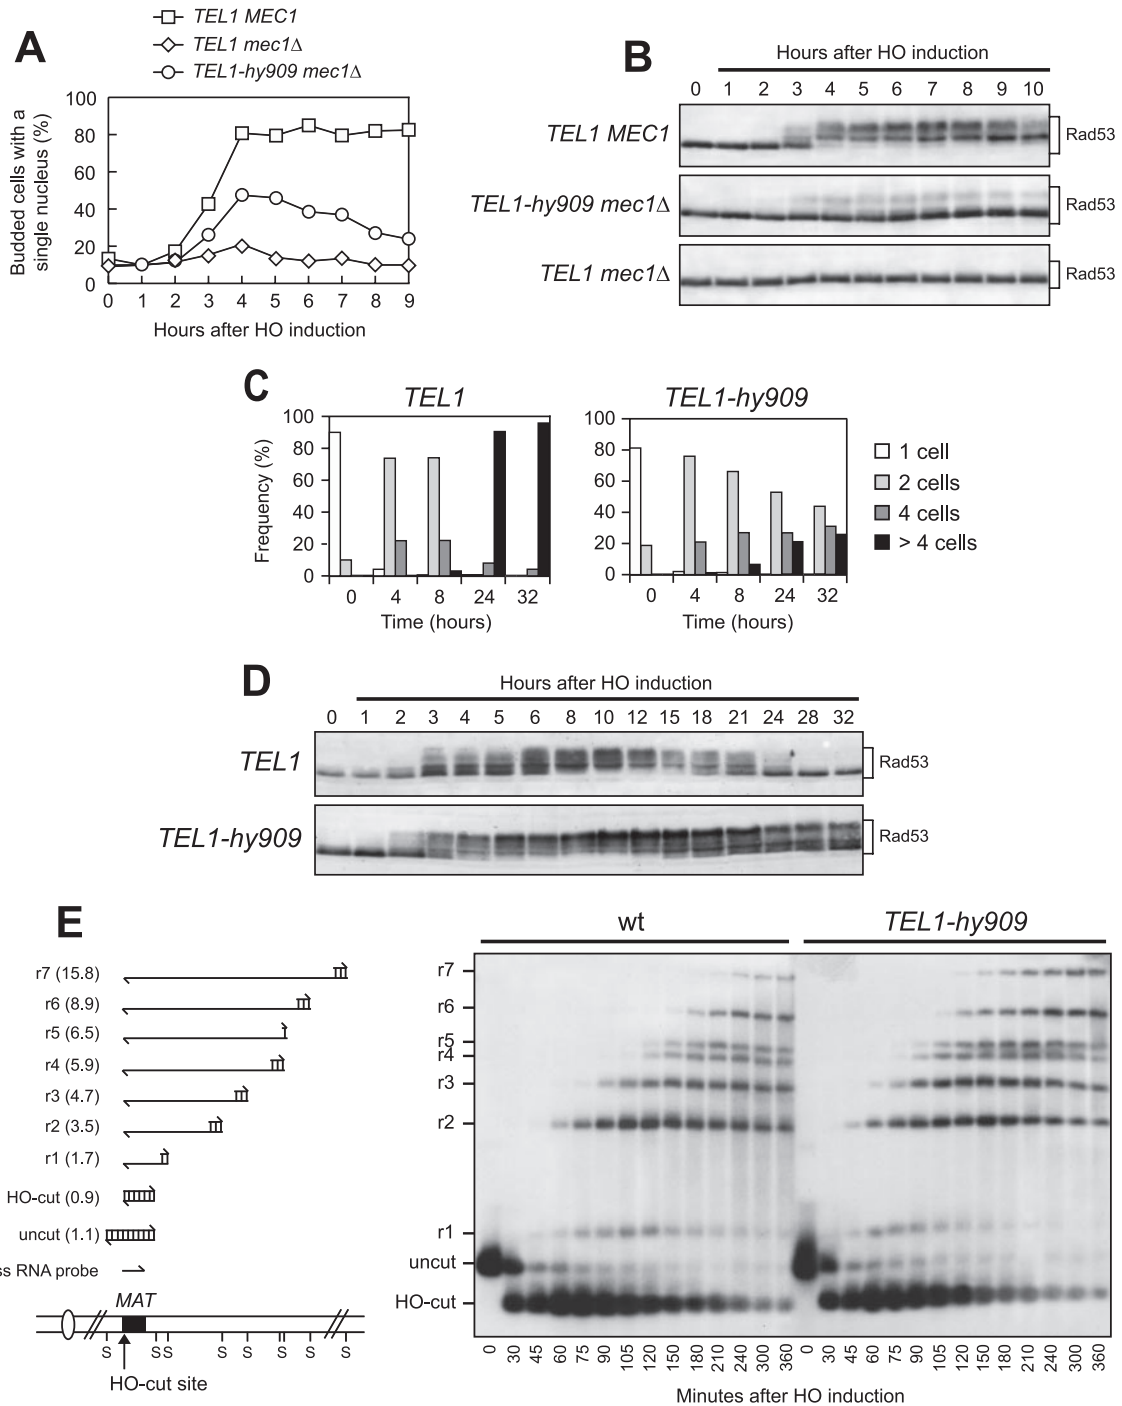 A
TEL1 MEC1
TEL1 mec1Δ
TEL1-hy909 mec1Δ
Budded cells with a
single nucleus (%)
100
80
60
40
20
0
0 1 2 3 4 5 6 7 8 9
Hours after HO induction
B
Hours after HO induction
0 1 2 3 4 5 6 7 8 9 10
TEL1 MEC1
Rad53
TEL1-hy909 mec1Δ
Rad53
TEL1 mec1Δ
Rad53
C
TEL1
Frequency (%)
100
80
60
40
20
0
0 4 8 24 32
Time (hours)
TEL1-hy909
100
80
60
40
20
0
0 4 8 24 32
Time (hours)
1 cell
2 cells
4 cells
> 4 cells
D
Hours after HO induction
0 1 2 3 4 5 6 8 10 12 15 18 21 24 28 32
TEL1
Rad53
TEL1-hy909
Rad53
E
r7 (15.8)
r6 (8.9)
r5 (6.5)
r4 (5.9)
r3 (4.7)
r2 (3.5)
r1 (1.7)
HO-cut (0.9)
uncut (1.1)
ss RNA probe
MAT
S S S S S S S S S
HO-cut site
wt
TEL1-hy909
r7
r6
r5
r4
r3
r2
r1
uncut
HO-cut
0 30 45 60 75 90 105 120 150 180 210 240 300 360 0 30 45 60 75 90 105 120 150 180 210 240 300 360
Minutes after HO induction